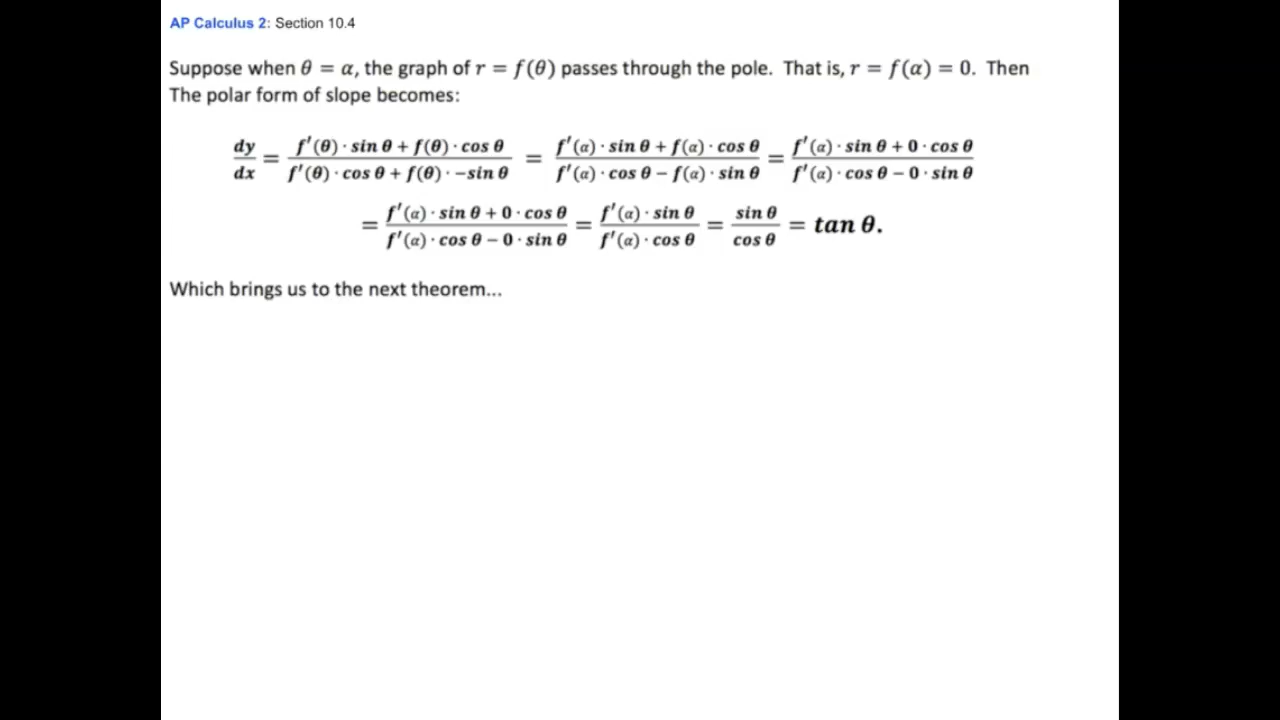 AP Calculus 2: Section 10.4
Suppose when θ = α, the graph of r = f(θ) passes through the pole. That is, r = f(α) = 0. Then
The polar form of slope becomes:
dy/dx = (f′(θ) · sin θ + f(θ) · cos θ)/(f′(θ) · cos θ + f(θ) · −sin θ) = (f′(α) · sin θ + f(α) · cos θ)/(f′(α) · cos θ − f(α) · sin θ) = (f′(α) · sin θ + 0 · cos θ)/(f′(α) · cos θ − 0 · sin θ)
= (f′(α) · sin θ + 0 · cos θ)/(f′(α) · cos θ − 0 · sin θ) = (f′(α) · sin θ)/(f′(α) · cos θ) = sin θ/cos θ = tan θ.
Which brings us to the next theorem...